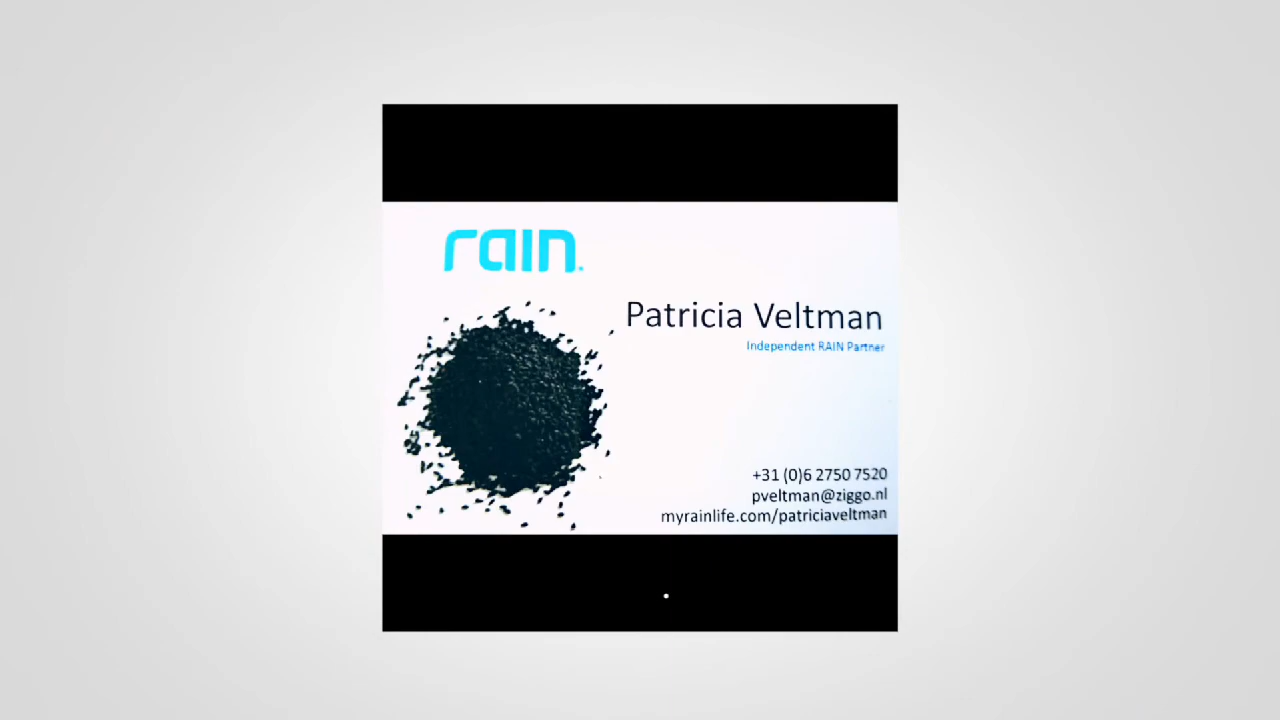 rain.
Patricia Veltman
Independent RAIN Partner
+31 (0)6 2750 7520
pveltman@ziggo.nl
myrainlife.com/patriciaveltman